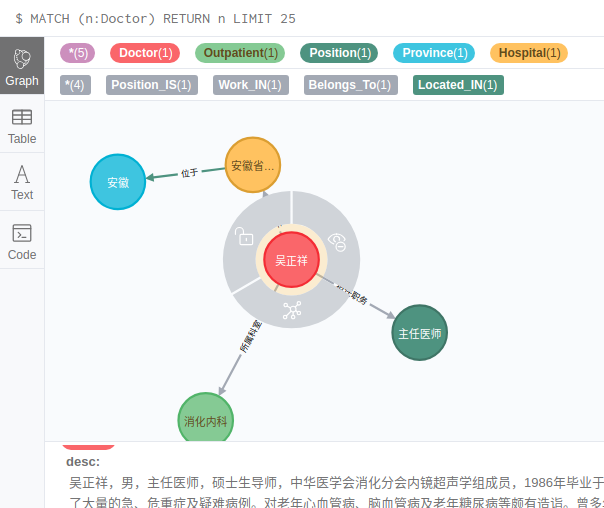 $ MATCH (n:Doctor) RETURN n LIMIT 25
Graph
Table
Text
Code
*(5) Doctor(1) Outpatient(1) Position(1) Province(1) Hospital(1)
*(4) Position_IS(1) Work_IN(1) Belongs_To(1) Located_IN(1)
安徽
位于
安徽省...
吴正祥
职务
主任医师
所属科室
消化内科
desc:
吴正祥，男，主任医师，硕士生导师，中华医学会消化分会内镜超声学组成员，1986年毕业于
了大量的急、危重症及疑难病例。对老年心血管病、脑血管病及老年糖尿病等颇有造诣。曾多